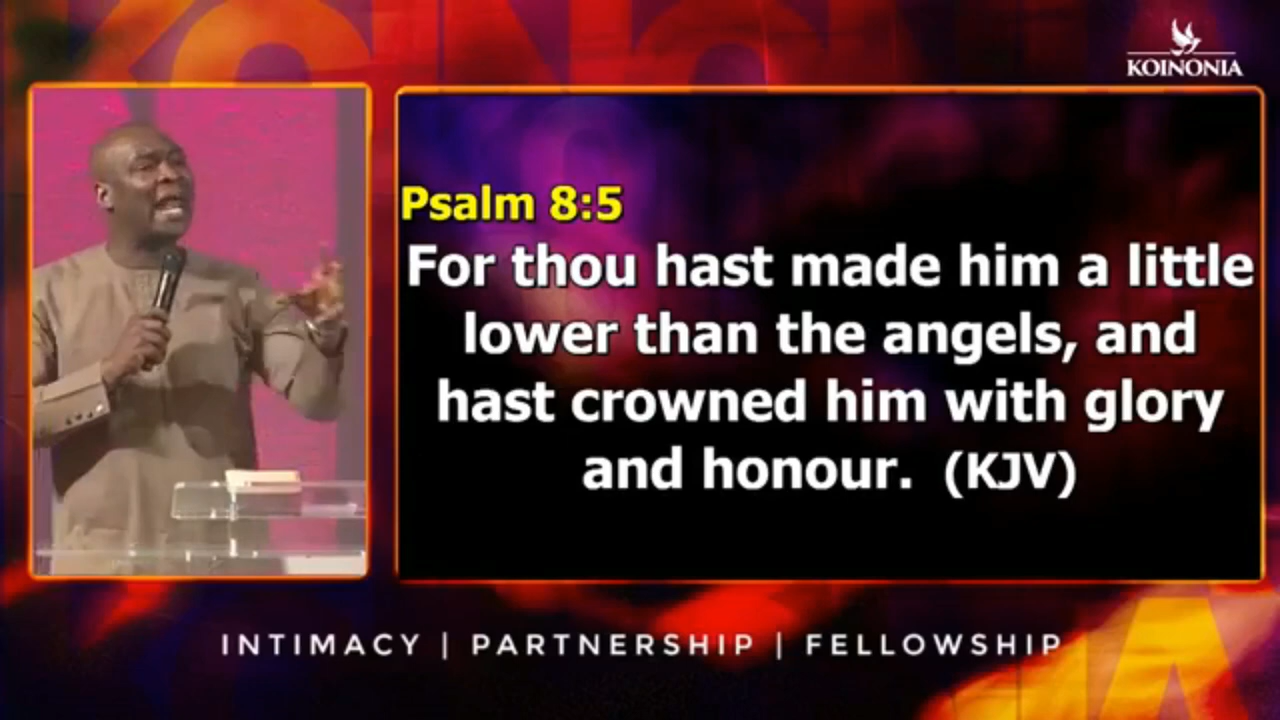 KOINONIA
Psalm 8:5
For thou hast made him a little
lower than the angels, and
hast crowned him with glory
and honour. (KJV)
INTIMACY | PARTNERSHIP | FELLOWSHIP